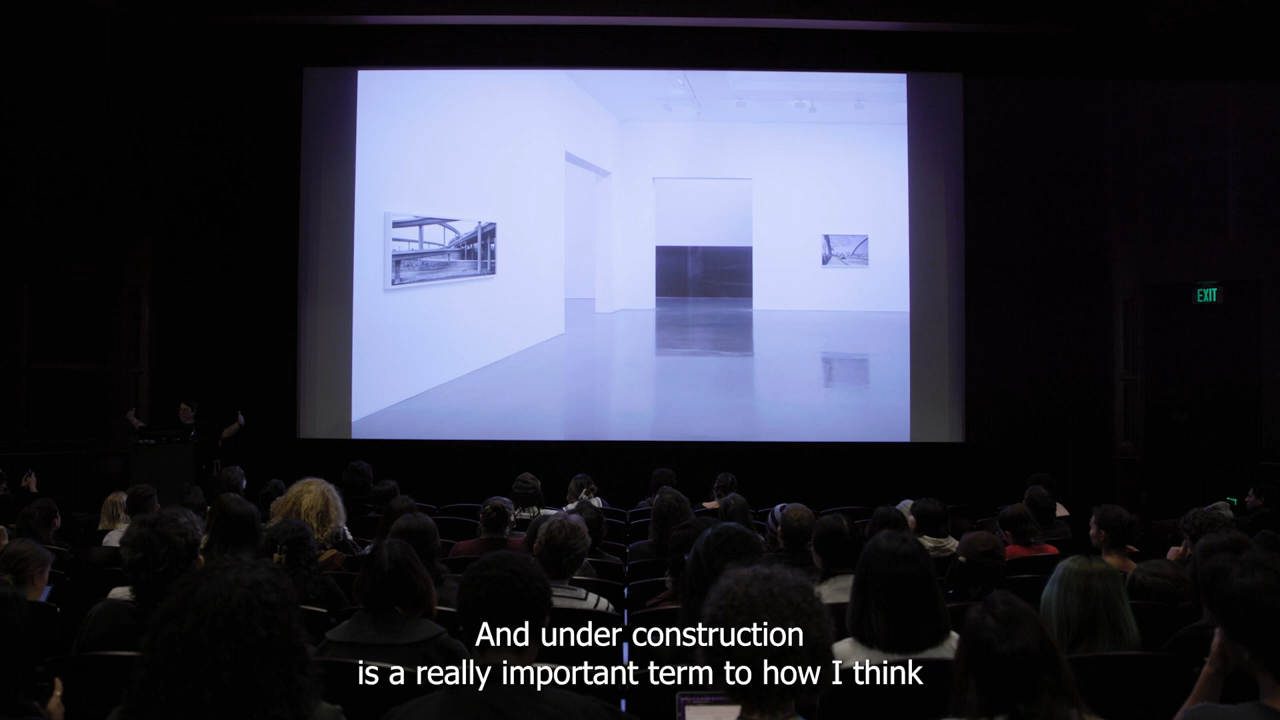 EXIT
And under construction
is a really important term to how I think